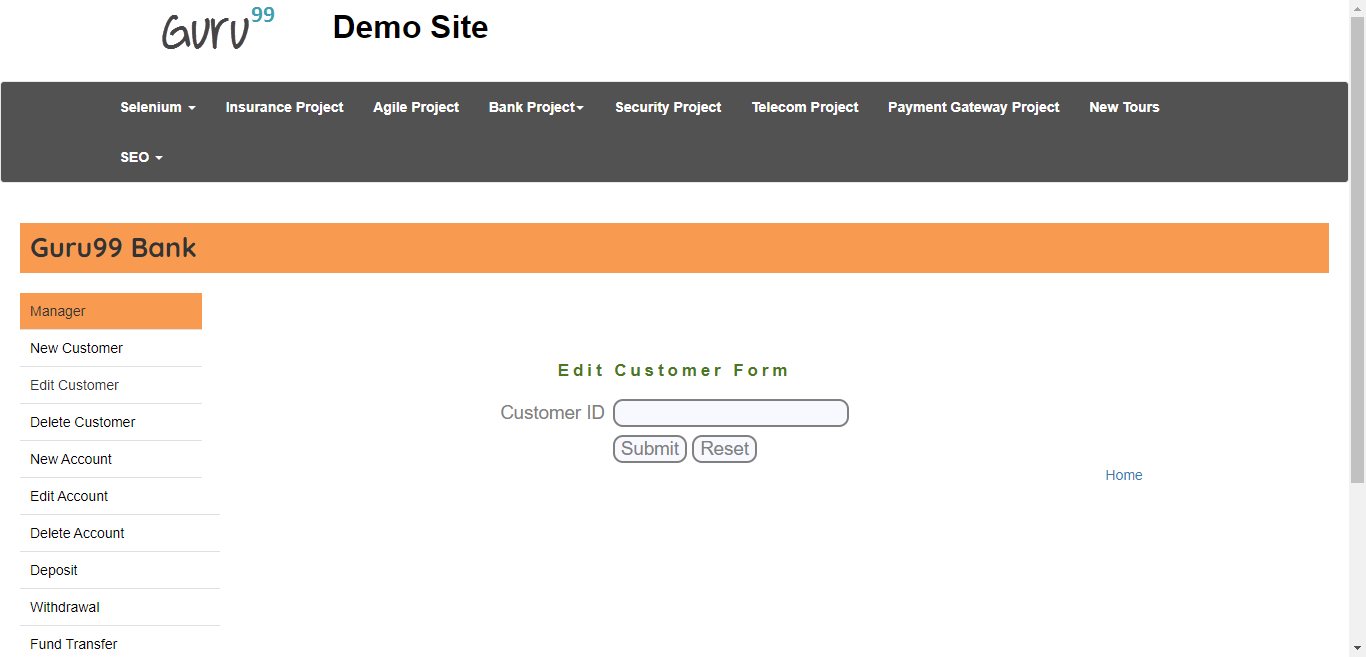 Guru99 Demo Site
Selenium Insurance Project Agile Project Bank Project Security Project Telecom Project Payment Gateway Project New Tours
SEO
Guru99 Bank
Manager
New Customer
Edit Customer
Delete Customer
New Account
Edit Account
Delete Account
Deposit
Withdrawal
Fund Transfer
Edit Customer Form
Customer ID
Submit Reset
Home